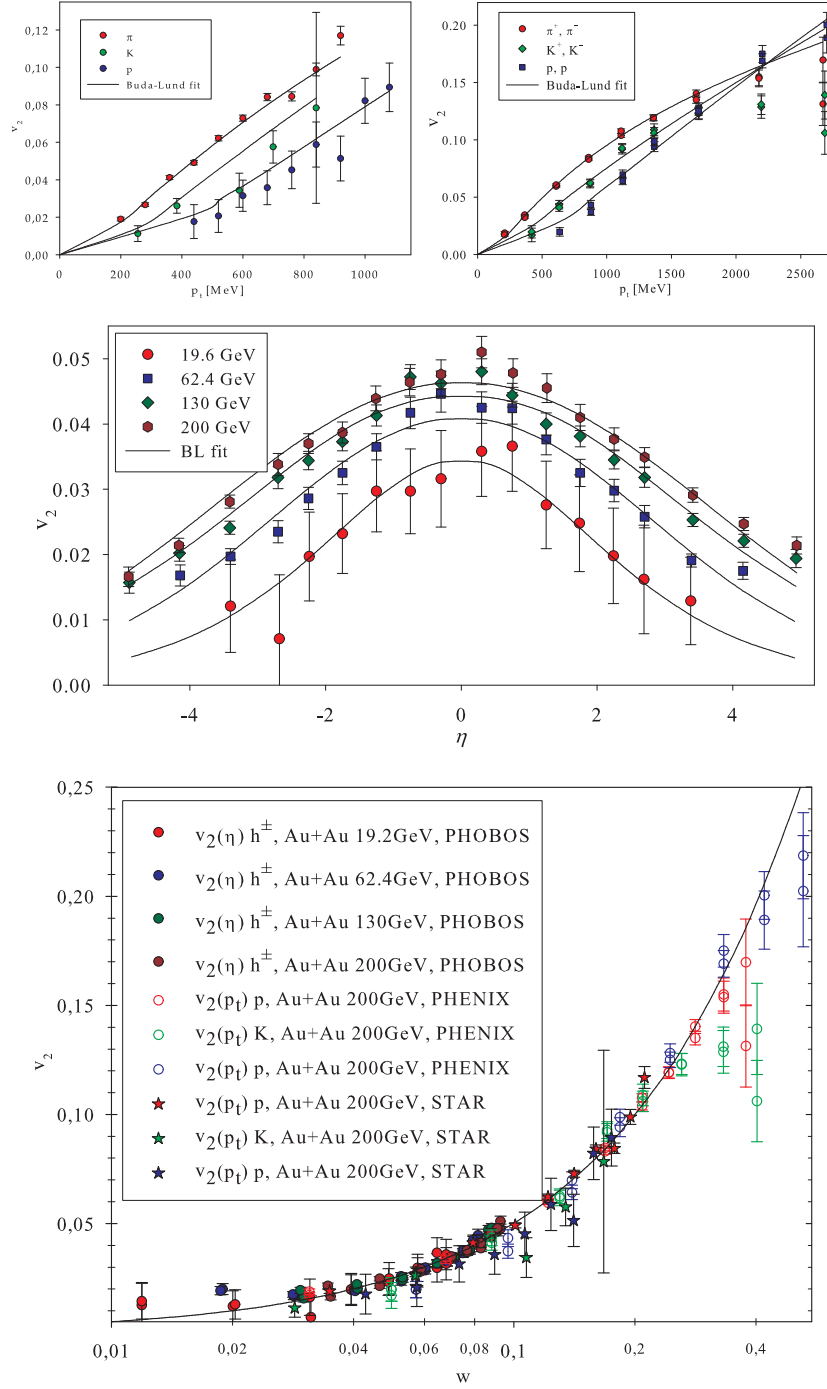 0,12
0,10
0,08
0,06
0,04
0,02
0,00
v2
π
K
p
Buda-Lund fit
0 200 400 600 800 1000
pt [MeV]
0.20
0.15
0.10
0.05
0.00
v2
π+, π−
K+, K−
p, p
Buda-Lund fit
0 500 1000 1500 2000 2500
pt [MeV]
0.05
0.04
0.03
0.02
0.01
0.00
v2
19.6 GeV
62.4 GeV
130 GeV
200 GeV
BL fit
-4 -2 0 2 4
η
0,25
0,20
0,15
0,10
0,05
v2
v2(η) h±, Au+Au 19.2GeV, PHOBOS
v2(η) h±, Au+Au 62.4GeV, PHOBOS
v2(η) h±, Au+Au 130GeV, PHOBOS
v2(η) h±, Au+Au 200GeV, PHOBOS
v2(pt) p, Au+Au 200GeV, PHENIX
v2(pt) K, Au+Au 200GeV, PHENIX
v2(pt) p, Au+Au 200GeV, PHENIX
v2(pt) p, Au+Au 200GeV, STAR
v2(pt) K, Au+Au 200GeV, STAR
v2(pt) p, Au+Au 200GeV, STAR
0,01 0,02 0,04 0,06 0,08 0,1 0,2 0,4
w